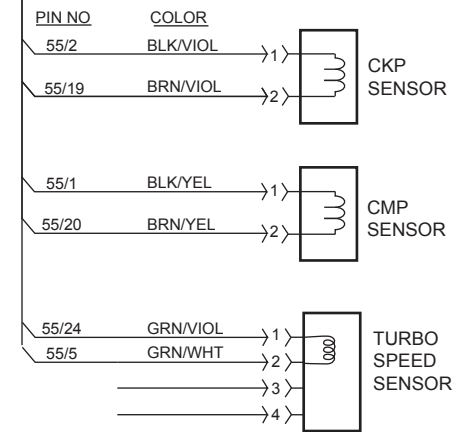 PIN NO COLOR
55/2 BLK/VIOL 1
CKP
SENSOR
55/19 BRN/VIOL 2
55/1 BLK/YEL 1
CMP
SENSOR
55/20 BRN/YEL 2
55/24 GRN/VIOL 1
55/5 GRN/WHT 2
3
4
TURBO
SPEED
SENSOR